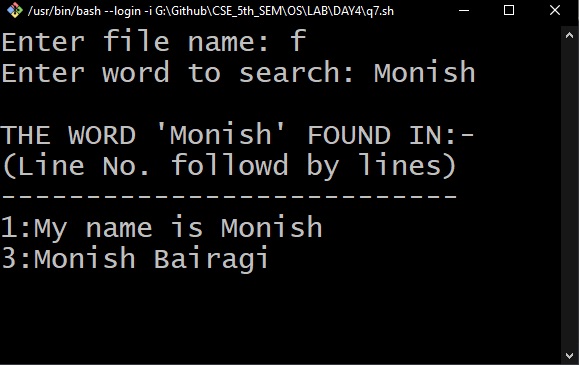 /usr/bin/bash --login -i G:\Github\CSE_5th_SEM\OS\LAB\DAY4\q7.sh
Enter file name: f
Enter word to search: Monish
THE WORD 'Monish' FOUND IN:-
(Line No. followd by lines)
---------------------------
1:My name is Monish
3:Monish Bairagi